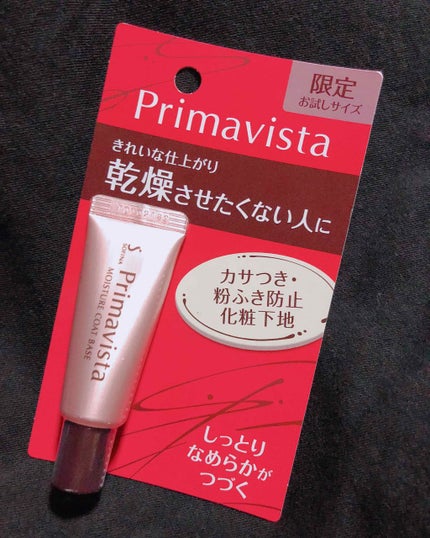 限定
お試しサイズ
Primavista
きれいな仕上がり
乾燥させたくない人に
カサつき・
粉ふき防止
化粧下地
しっとり
なめらかが
つづく
SOFINA
Primavista
MOISTURE COAT BASE